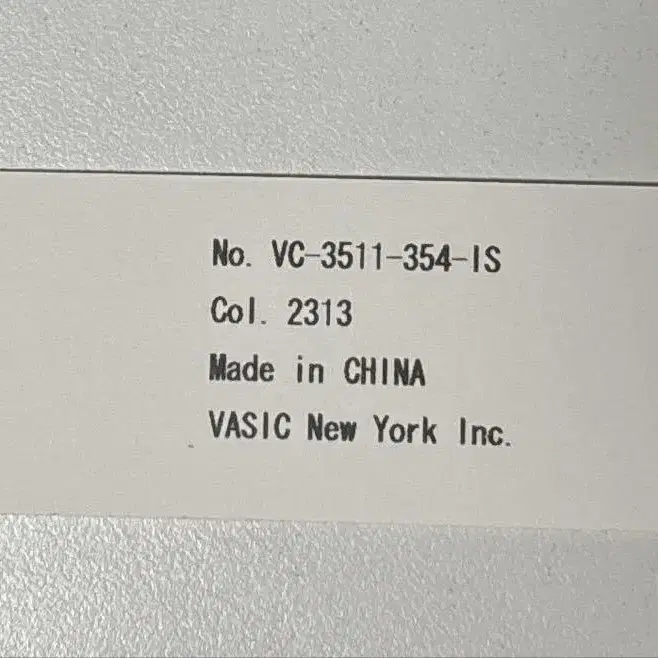 No. VC-3511-354-IS
Col. 2313
Made in CHINA
VASIC New York Inc.